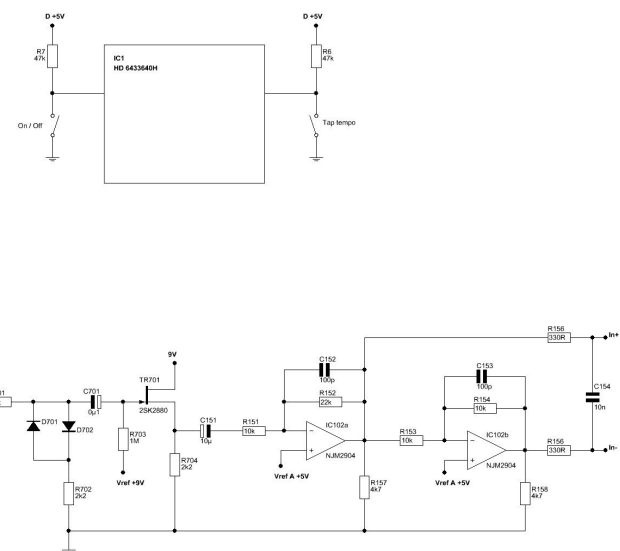 D +5V
D +5V
R7
47k
R6
47k
IC1
HD 6433640H
On / Off
Tap tempo
R156
330R
In+
9V
C152
100p
C153
100p
TR701
C154
10n
C701
0µ1
R152
22k
R154
10k
2SK2880
D701
D702
R703
1M
C151
10µ
R151
10k
IC102a
NJM2904
R153
10k
IC102b
NJM2904
R156
330R
In-
R704
2k2
Vref +9V
Vref A +5V
Vref A +5V
R702
2k2
R157
4k7
R158
4k7